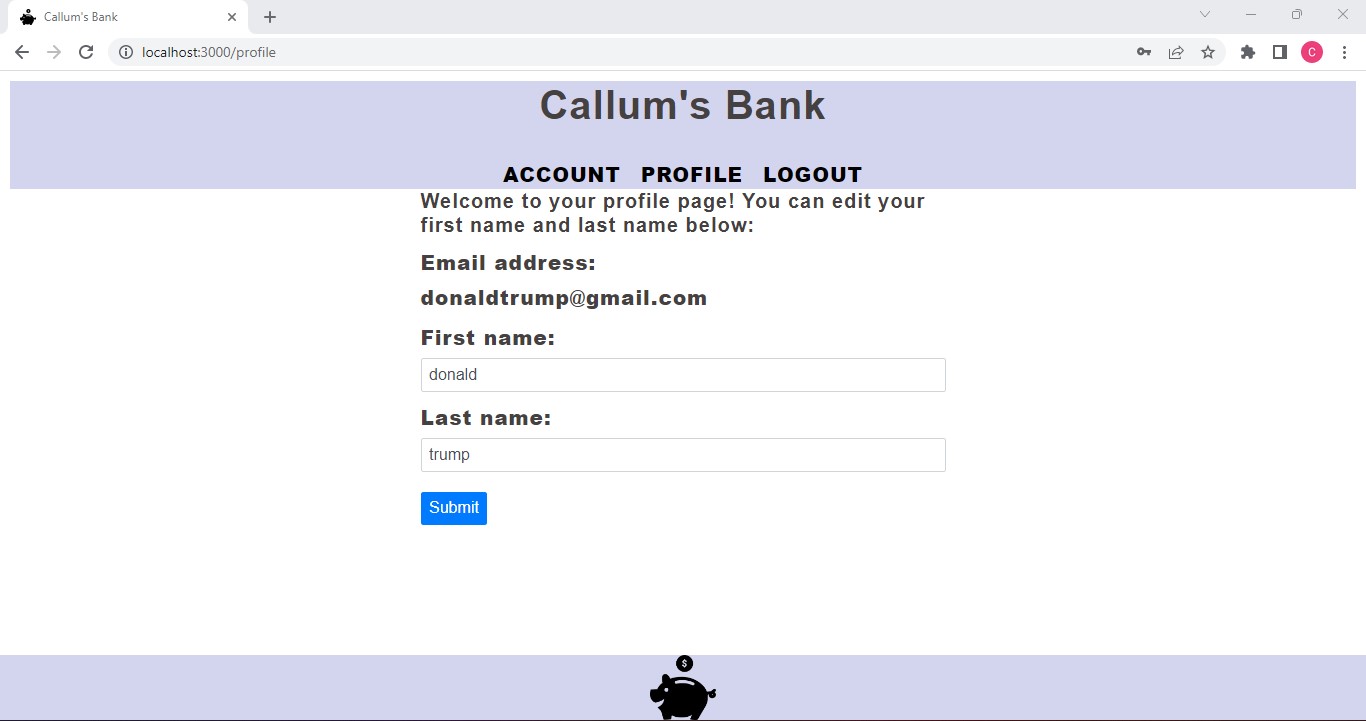 Callum's Bank
localhost:3000/profile
C
Callum's Bank
ACCOUNT PROFILE LOGOUT
Welcome to your profile page! You can edit your
first name and last name below:
Email address:
donaldtrump@gmail.com
First name:
donald
Last name:
trump
Submit
$